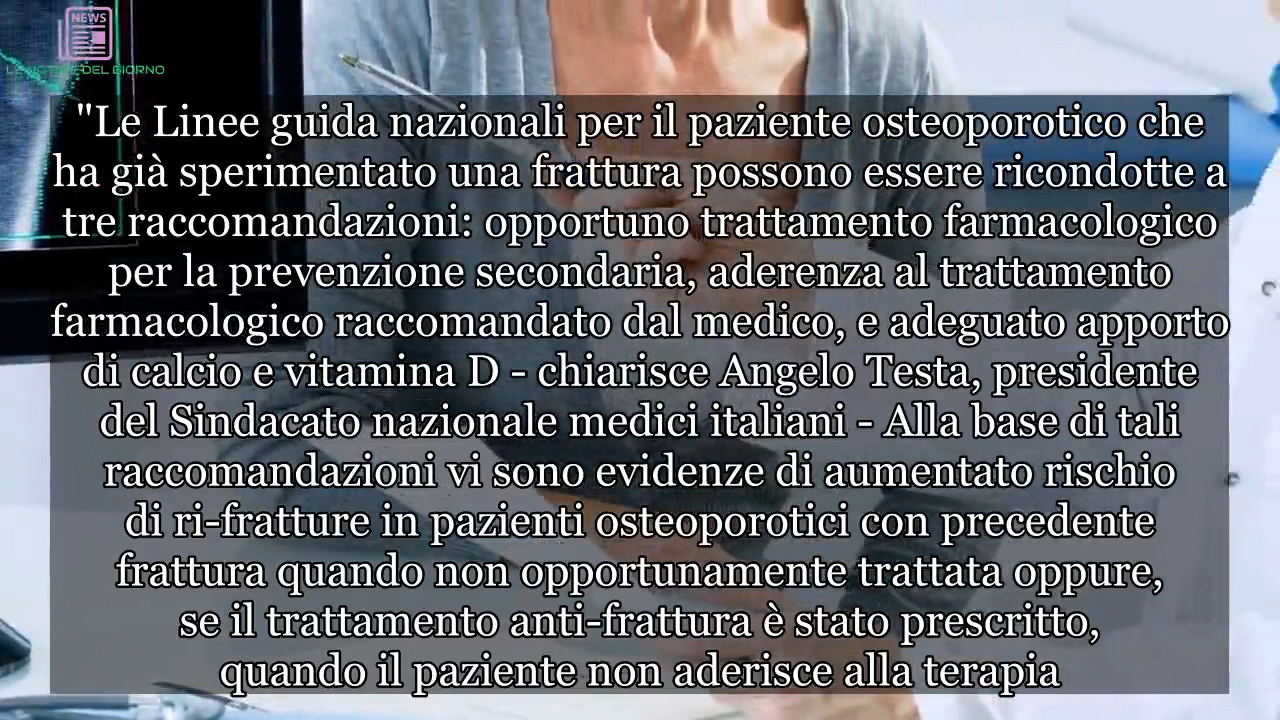 NEWS
DEL GIORNO
"Le Linee guida nazionali per il paziente osteoporotico che
ha già sperimentato una frattura possono essere ricondotte a
tre raccomandazioni: opportuno trattamento farmacologico
per la prevenzione secondaria, aderenza al trattamento
farmacologico raccomandato dal medico, e adeguato apporto
di calcio e vitamina D - chiarisce Angelo Testa, presidente
del Sindacato nazionale medici italiani - Alla base di tali
raccomandazioni vi sono evidenze di aumentato rischio
di ri-fratture in pazienti osteoporotici con precedente
frattura quando non opportunamente trattata oppure,
se il trattamento anti-frattura è stato prescritto,
quando il paziente non aderisce alla terapia